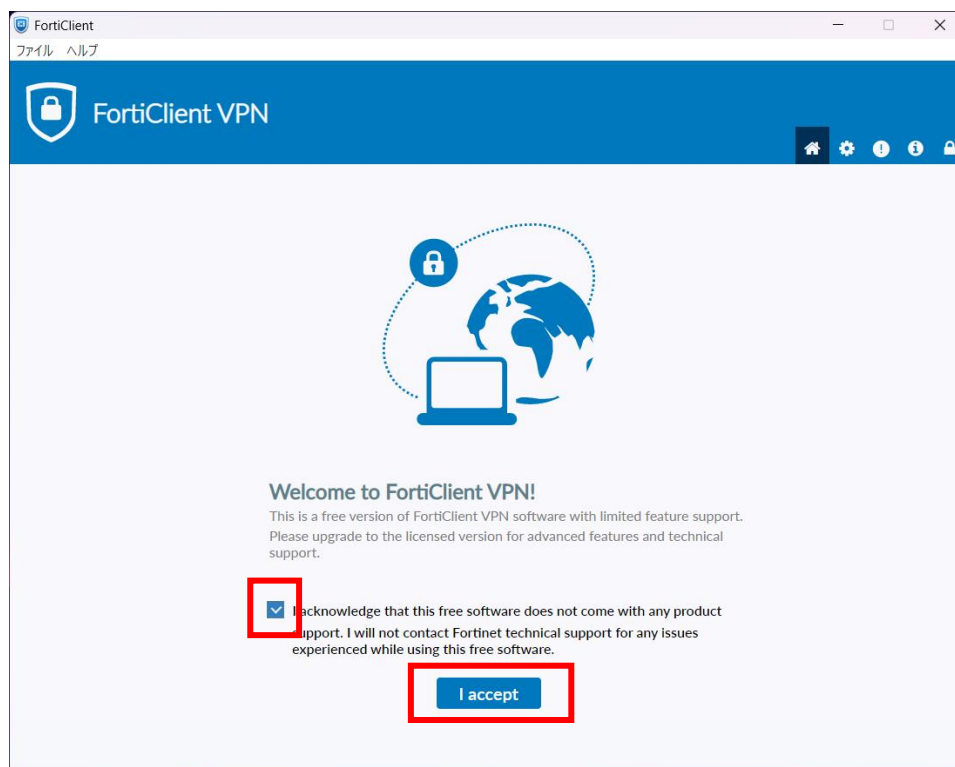 FortiClient
ファイル ヘルプ
FortiClient VPN
Welcome to FortiClient VPN!
This is a free version of FortiClient VPN software with limited feature support.
Please upgrade to the licensed version for advanced features and technical
support.
I acknowledge that this free software does not come with any product
support. I will not contact Fortinet technical support for any issues
experienced while using this free software.
I accept